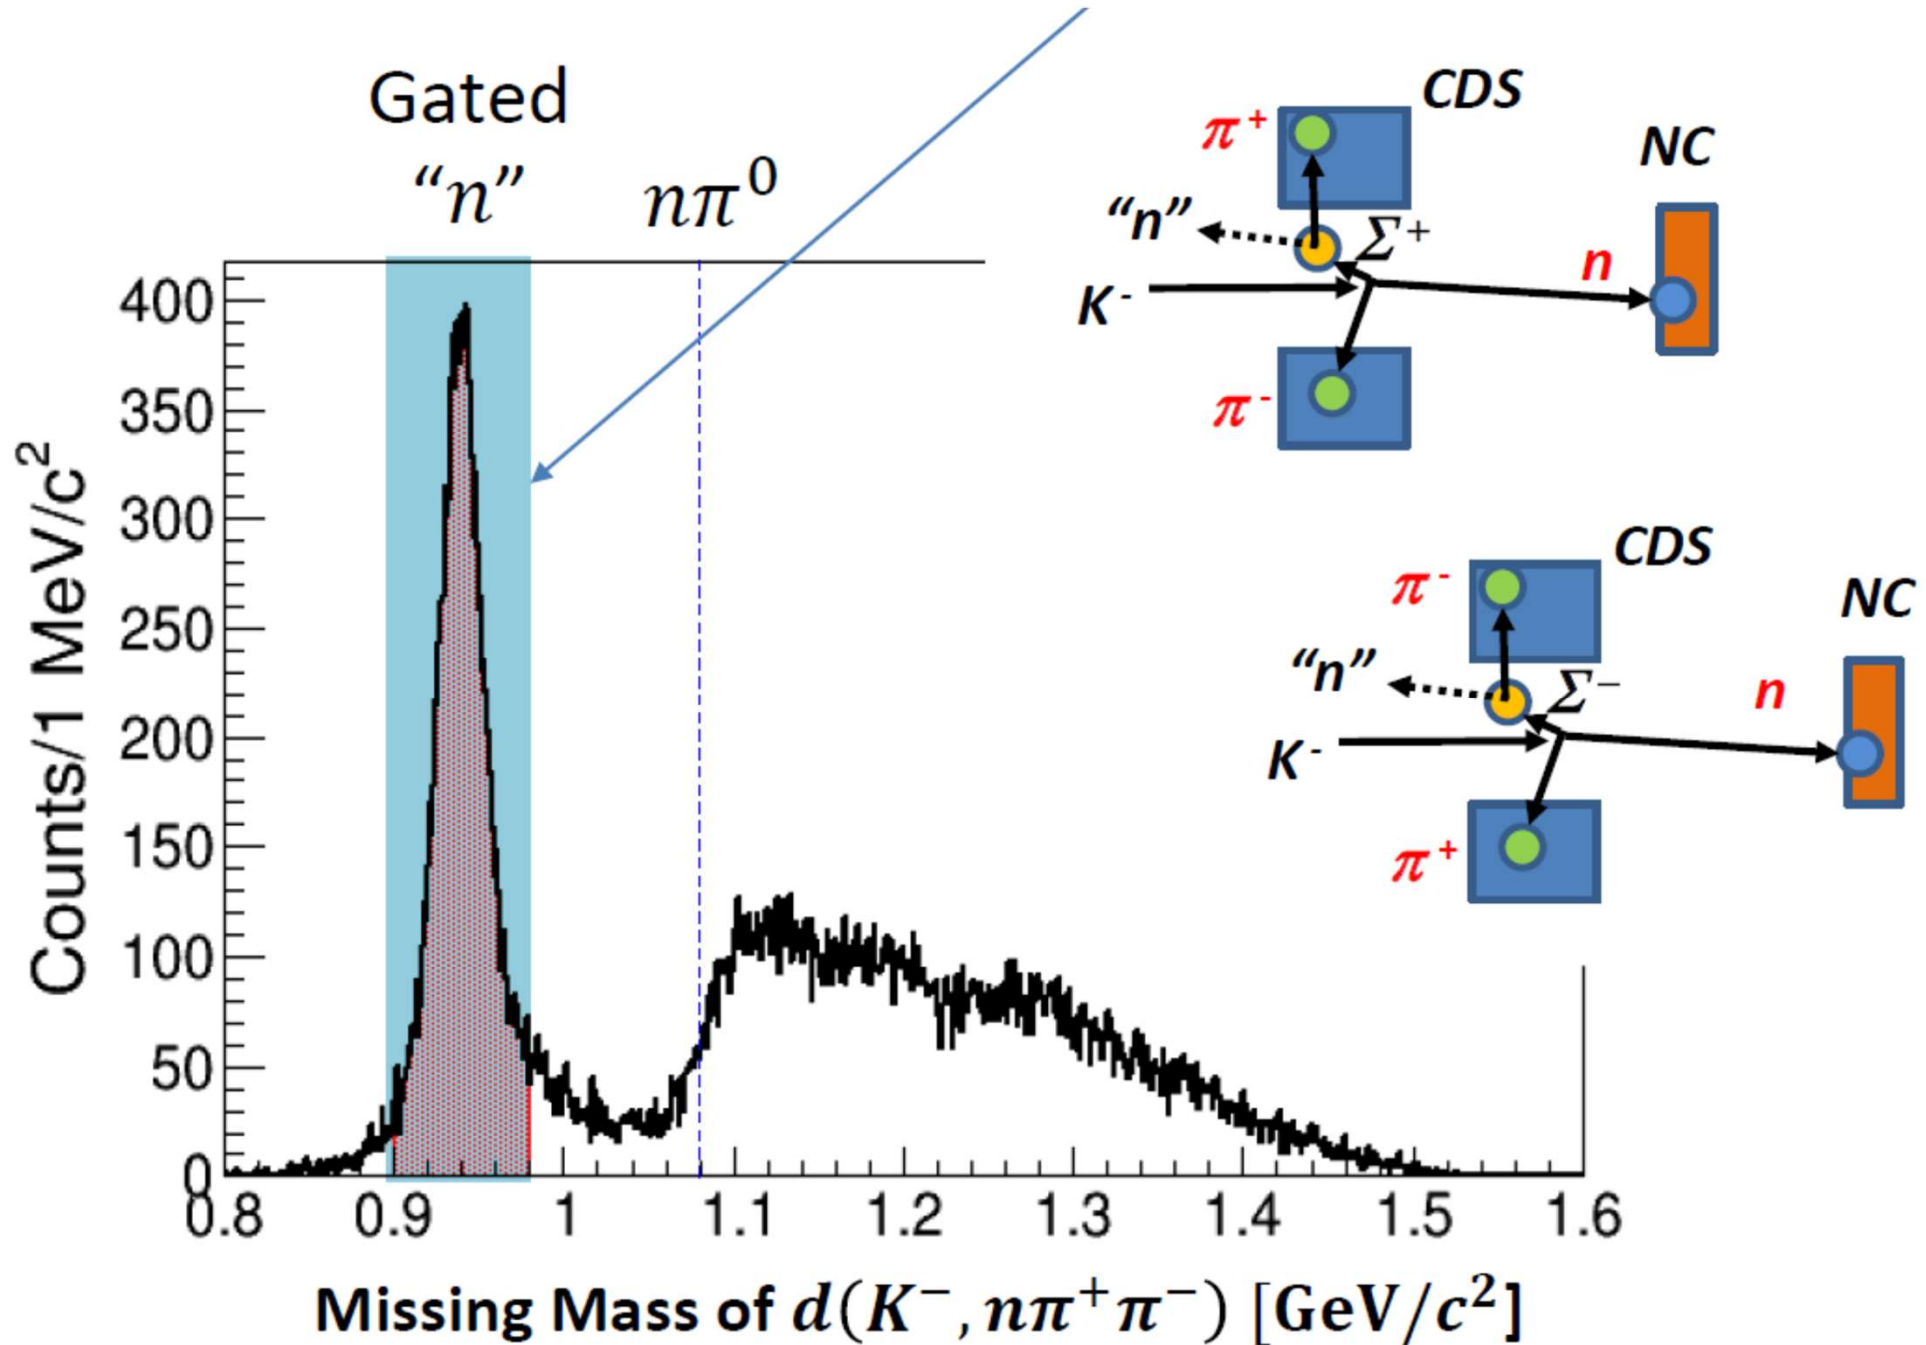 Gated
“n”
nπ⁰
400
350
300
250
200
150
100
50
0
Counts/1 MeV/c²
0.8 0.9 1 1.1 1.2 1.3 1.4 1.5 1.6
Missing Mass of d(K⁻, nπ⁺π⁻) [GeV/c²]
CDS
π⁺
NC
“n”
Σ⁺
n
K⁻
π⁻
CDS
π⁻
NC
“n”
Σ⁻
n
K⁻
π⁺